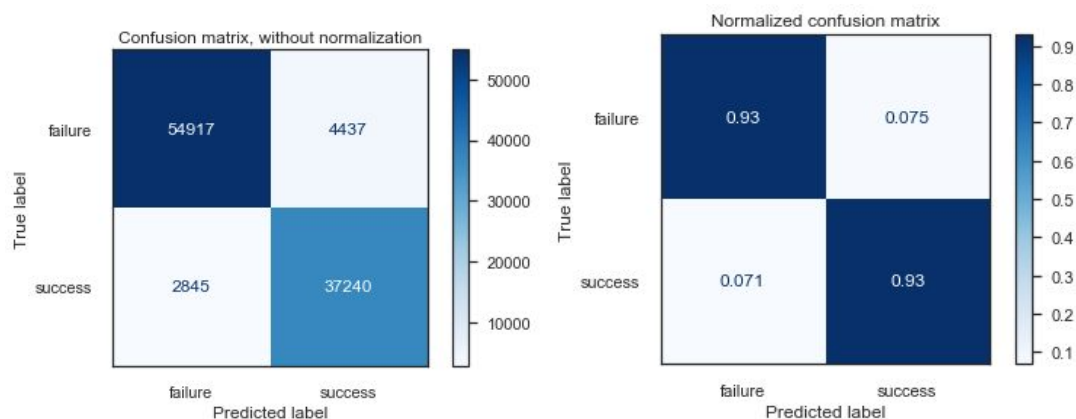 Confusion matrix, without normalization
True label
failure
success
54917 4437
2845 37240
failure success
Predicted label
50000
40000
30000
20000
10000
Normalized confusion matrix
True label
failure
success
0.93 0.075
0.071 0.93
failure success
Predicted label
0.9
0.8
0.7
0.6
0.5
0.4
0.3
0.2
0.1